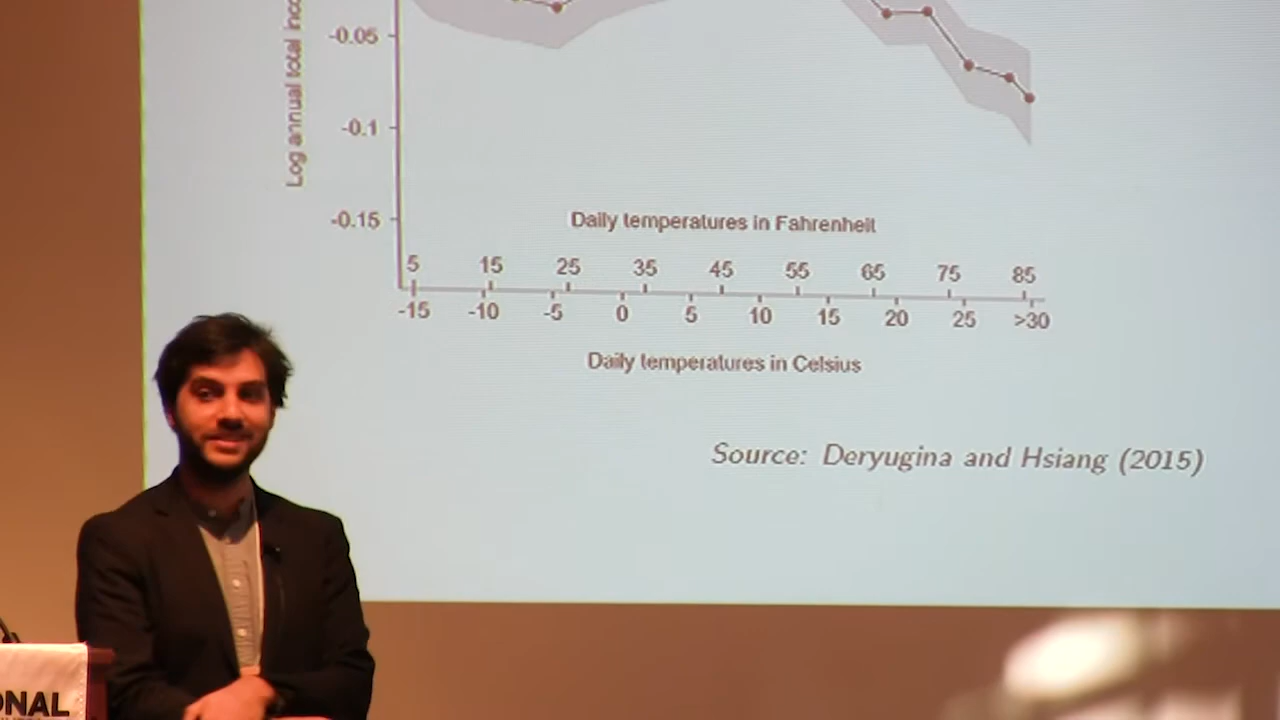 -0.05
-0.1
-0.15
Log annual total
Daily temperatures in Fahrenheit
5 15 25 35 45 55 65 75 85
-15 -10 -5 0 5 10 15 20 25 >30
Daily temperatures in Celsius
Source: Deryugina and Hsiang (2015)
ONAL